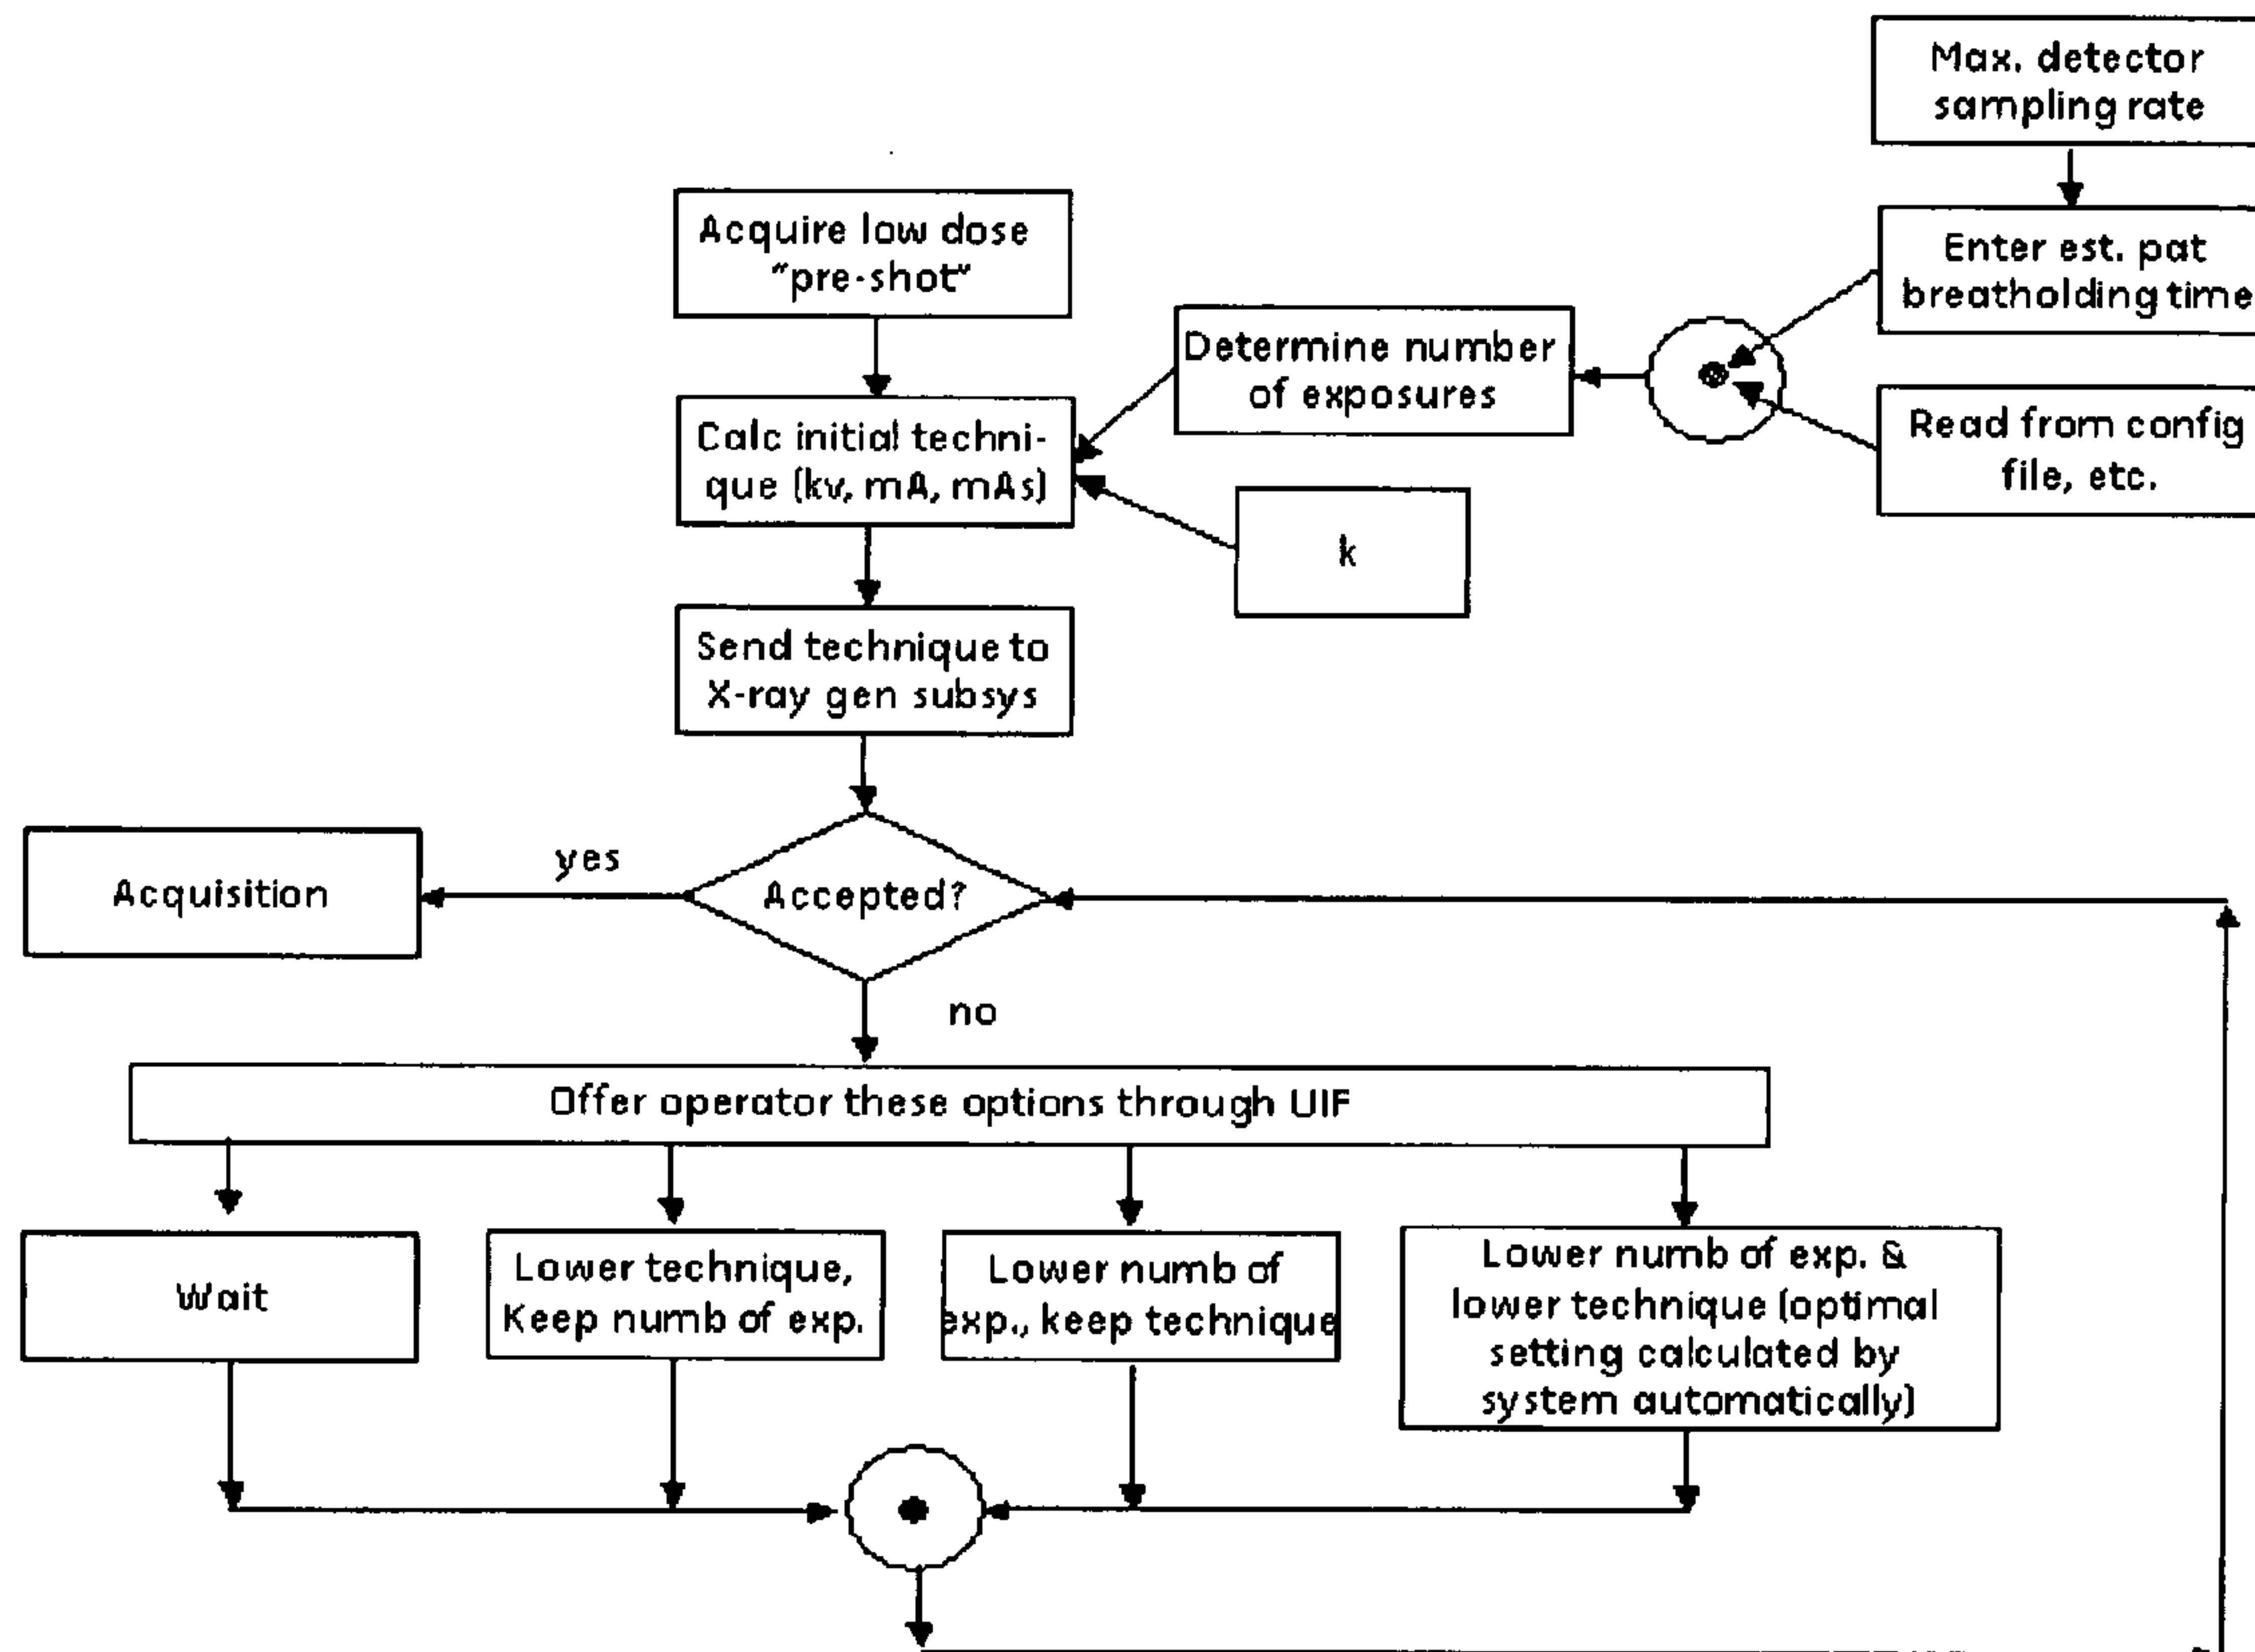 Max. detector
sampling rate
Acquire low dose
"pre-shot"
Enter est. pat
breatholding time
Determine number
of exposures
Calc initial techni-
que (kv, mA, mAs)
Read from config
file, etc.
k
Send technique to
X-ray gen subsys
yes
Acquisition
Accepted?
no
Offer operator these options through UIF
Wait
Lower technique,
Keep numb of exp.
Lower numb of
exp., keep technique
Lower numb of exp. &
lower technique (optimal
setting calculated by
system automatically)